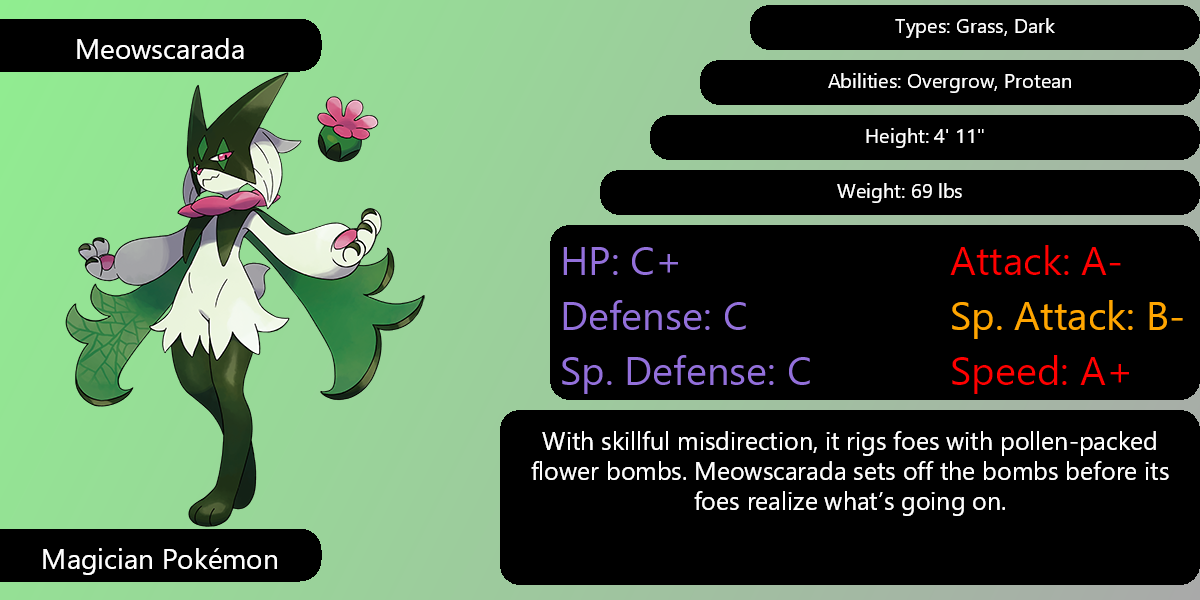 Meowscarada
Types: Grass, Dark
Abilities: Overgrow, Protean
Height: 4' 11"
Weight: 69 lbs
HP: C+
Attack: A-
Defense: C
Sp. Attack: B-
Sp. Defense: C
Speed: A+
With skillful misdirection, it rigs foes with pollen-packed
flower bombs. Meowscarada sets off the bombs before its
foes realize what’s going on.
Magician Pokémon